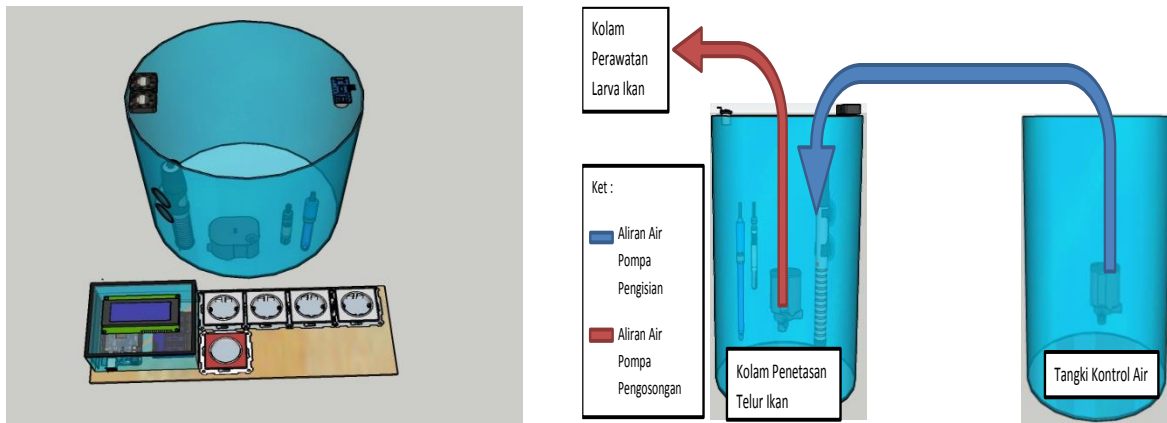 Kolam
Perawatan
Larva Ikan
Ket :
Aliran Air
Pompa
Pengisian
Aliran Air
Pompa
Pengosongan
Kolam Penetasan
Telur Ikan
Tangki Kontrol Air